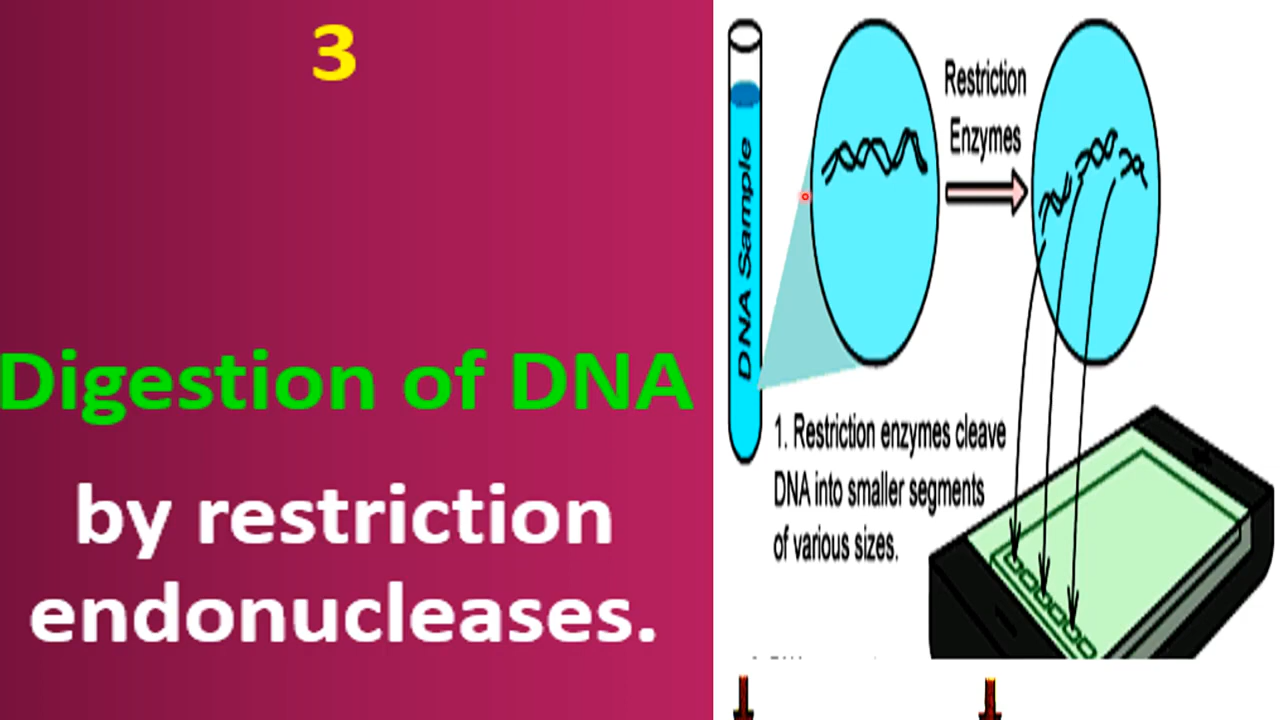 3
Digestion of DNA
by restriction
endonucleases.
DNA Sample
Restriction
Enzymes
1. Restriction enzymes cleave
DNA into smaller segments
of various sizes.